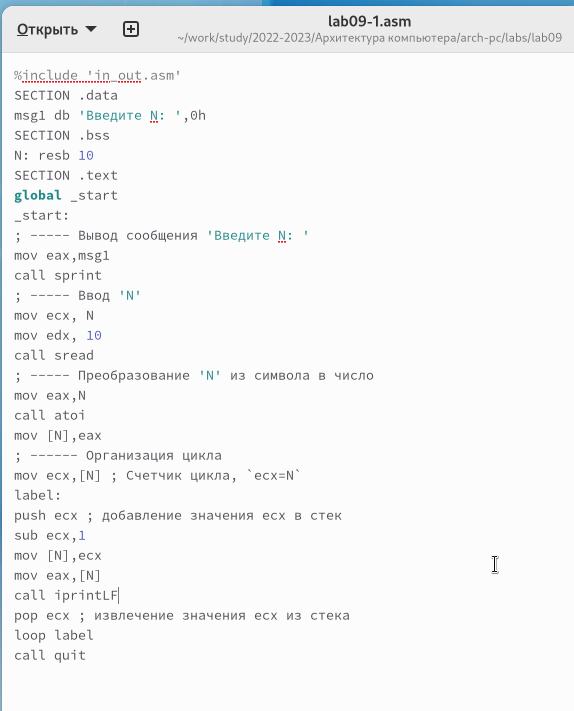 Открыть
lab09-1.asm
~/work/study/2022-2023/Архитектура компьютера/arch-pc/labs/lab09
%include 'in_out.asm'
SECTION .data
msg1 db 'Введите N: ',0h
SECTION .bss
N: resb 10
SECTION .text
global _start
_start:
; ----- Вывод сообщения 'Введите N: '
mov eax,msg1
call sprint
; ----- Ввод 'N'
mov ecx, N
mov edx, 10
call sread
; ----- Преобразование 'N' из символа в число
mov eax,N
call atoi
mov [N],eax
; ------ Организация цикла
mov ecx,[N] ; Счетчик цикла, `ecx=N`
label:
push ecx ; добавление значения ecx в стек
sub ecx,1
mov [N],ecx
mov eax,[N]
call iprintLF
pop ecx ; извлечение значения ecx из стека
loop label
call quit